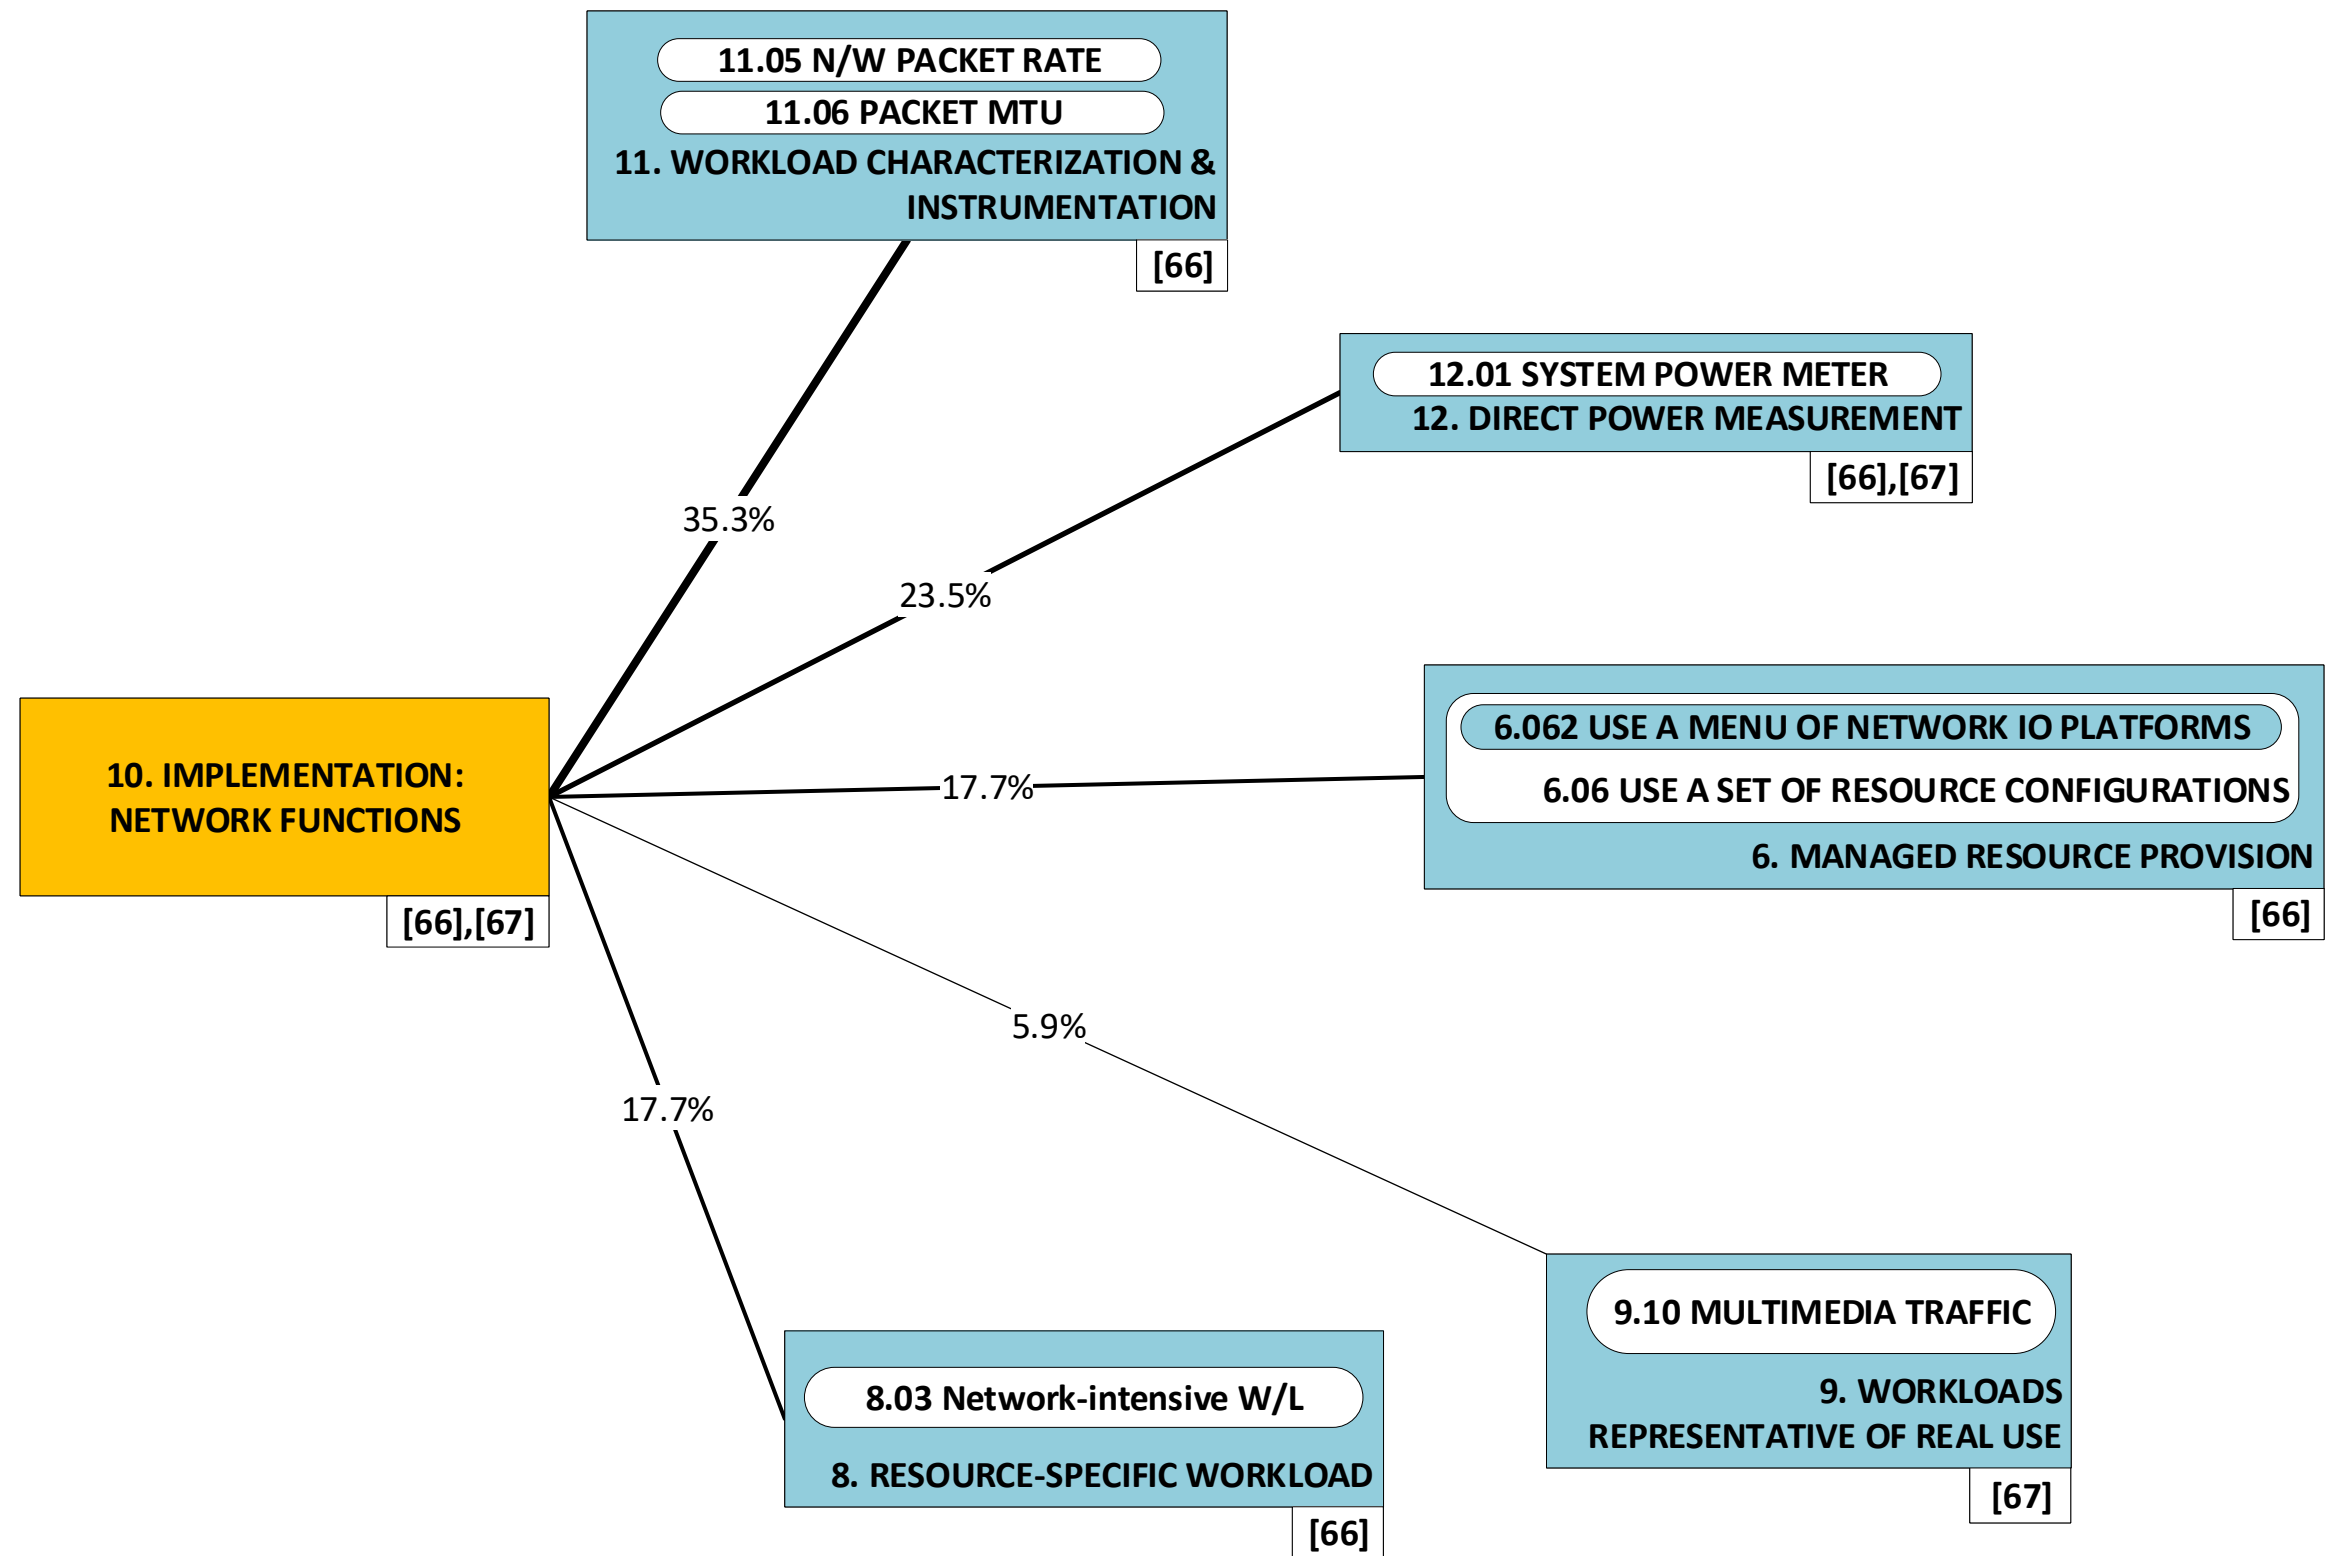 11.05 N/W PACKET RATE
11.06 PACKET MTU
11. WORKLOAD CHARACTERIZATION &
INSTRUMENTATION
[66]
12.01 SYSTEM POWER METER
12. DIRECT POWER MEASUREMENT
[66],[67]
35.3%
23.5%
6.062 USE A MENU OF NETWORK IO PLATFORMS
6.06 USE A SET OF RESOURCE CONFIGURATIONS
6. MANAGED RESOURCE PROVISION
[66]
17.7%
10. IMPLEMENTATION:
NETWORK FUNCTIONS
[66],[67]
5.9%
17.7%
9.10 MULTIMEDIA TRAFFIC
9. WORKLOADS
REPRESENTATIVE OF REAL USE
[67]
8.03 Network-intensive W/L
8. RESOURCE-SPECIFIC WORKLOAD
[66]